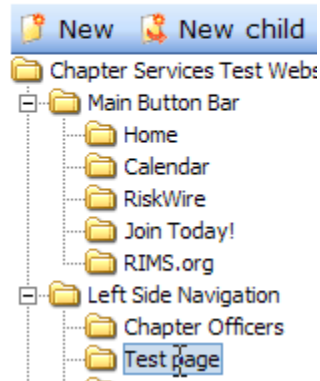 New New child
Chapter Services Test Webs
Main Button Bar
Home
Calendar
RiskWire
Join Today!
RIMS.org
Left Side Navigation
Chapter Officers
Test page